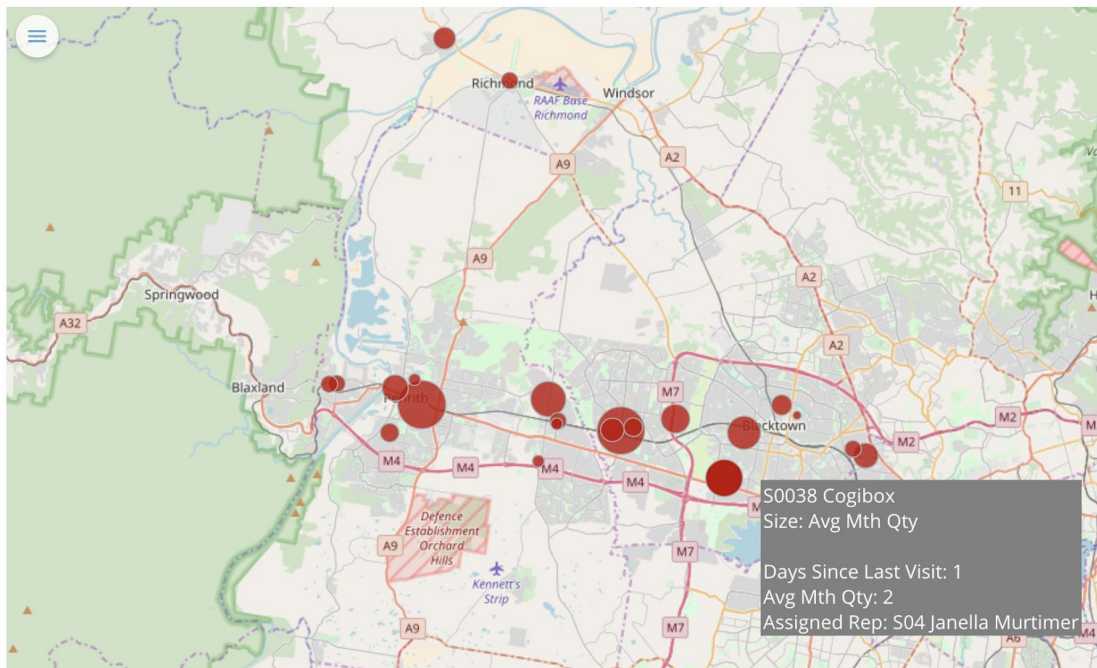 Richmond
RAAF Base
Richmond
Windsor
A9
A2
11
A9
A2
Springwood
A32
A2
Blaxland
M7
Blacktown
M2
M2
M4
M4
M4
M4
S0038 Cogibox
Size: Avg Mth Qty
Days Since Last Visit: 1
Avg Mth Qty: 2
Assigned Rep: S04 Janella Murtimer
Defence
Establishment
Orchard
Hills
A9
M7
Kennett's
Strip
A9
M7
A6
M4